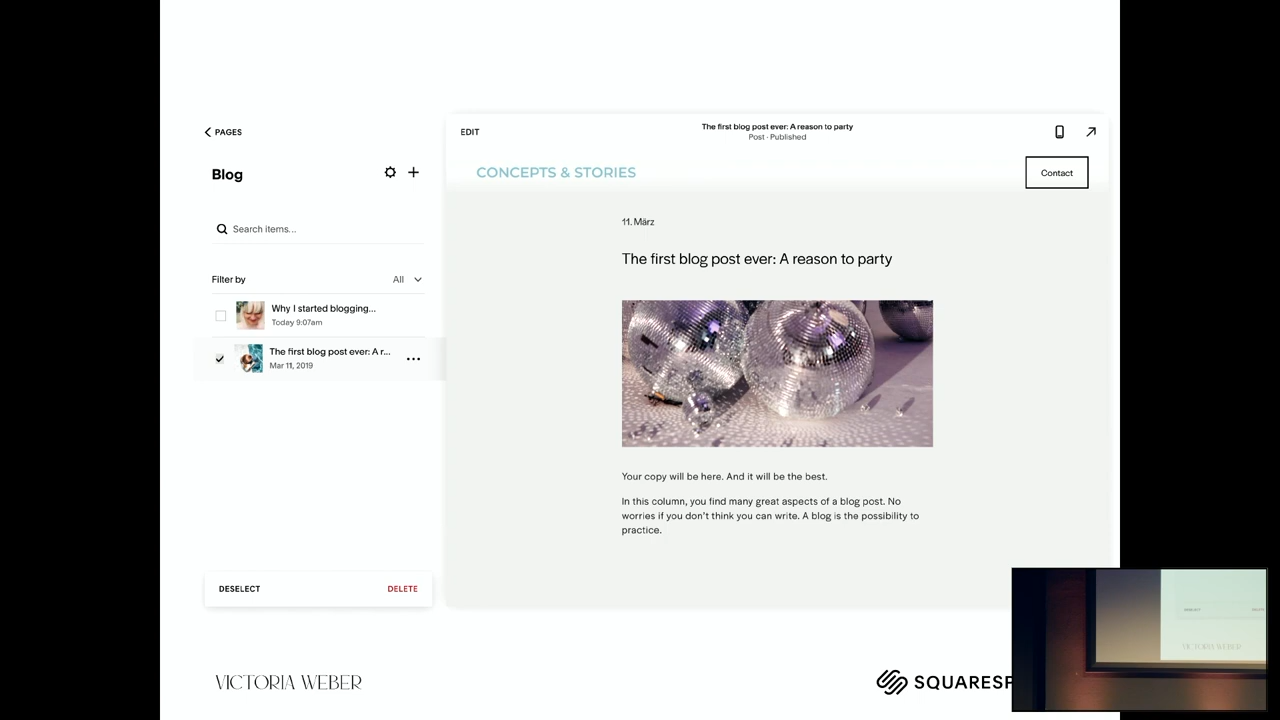 PAGES
Blog
Search items...
Filter by
All
Why I started blogging...
Today 9:07am
The first blog post ever: A r...
Mar 11, 2019
DESELECT
DELETE
EDIT
The first blog post ever: A reason to party
Post · Published
CONCEPTS & STORIES
Contact
11. März
The first blog post ever: A reason to party
Your copy will be here. And it will be the best.
In this column, you find many great aspects of a blog post. No
worries if you don't think you can write. A blog is the possibility to
practice.
VICTORIA WEBER
SQUARESP
VICTORIA WEBER